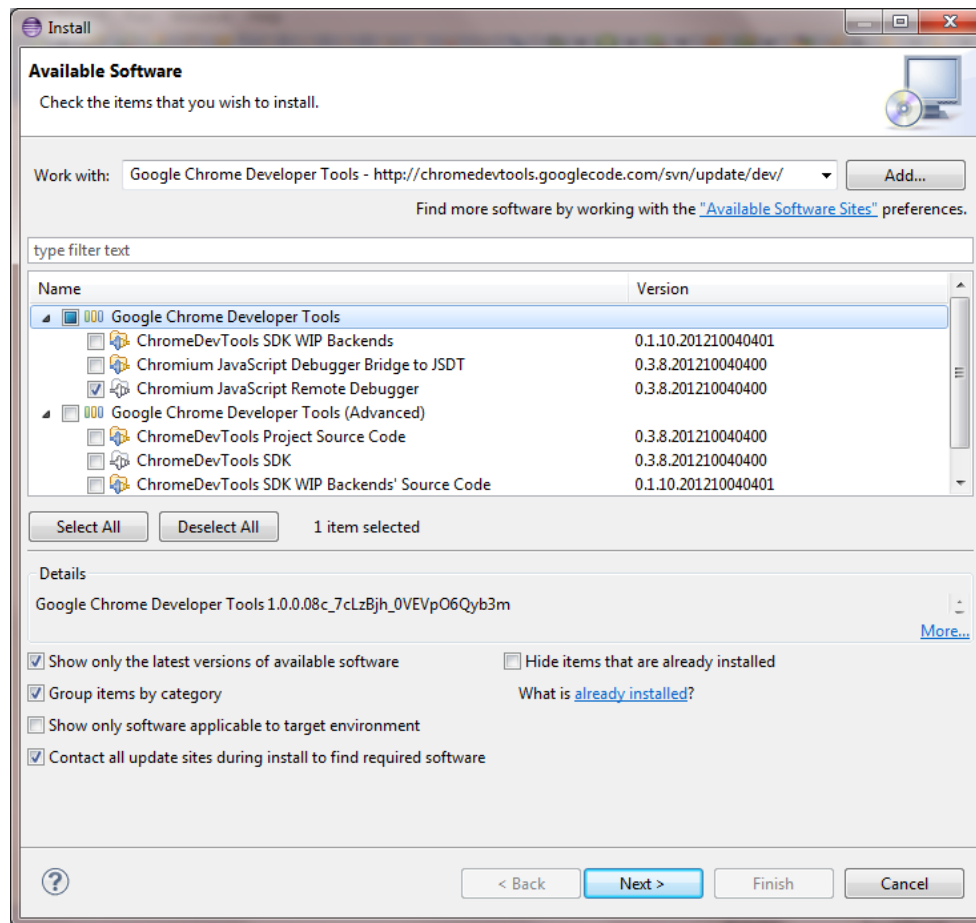 Install
Available Software
Check the items that you wish to install.
Work with: Google Chrome Developer Tools - http://chromedevtools.googlecode.com/svn/update/dev/ Add...
Find more software by working with the "Available Software Sites" preferences.
type filter text
Name Version
Google Chrome Developer Tools
ChromeDevTools SDK WIP Backends 0.1.10.201210040401
Chromium JavaScript Debugger Bridge to JSDT 0.3.8.201210040400
Chromium JavaScript Remote Debugger 0.3.8.201210040400
Google Chrome Developer Tools (Advanced)
ChromeDevTools Project Source Code 0.3.8.201210040400
ChromeDevTools SDK 0.3.8.201210040400
ChromeDevTools SDK WIP Backends' Source Code 0.1.10.201210040401
Select All Deselect All 1 item selected
Details
Google Chrome Developer Tools 1.0.0.08c_7cLzBjh_0VEVpO6Qyb3m
More...
Show only the latest versions of available software Hide items that are already installed
Group items by category What is already installed?
Show only software applicable to target environment
Contact all update sites during install to find required software
? < Back Next > Finish Cancel